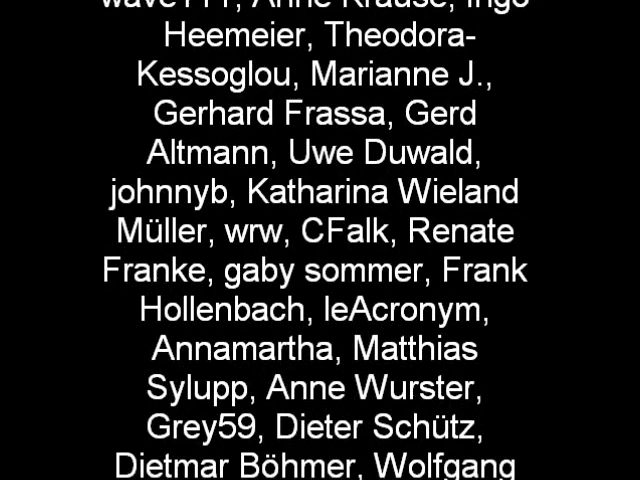 Anne Krause, Ingo
Heemeier, Theodora-
Kessoglou, Marianne J.,
Gerhard Frassa, Gerd
Altmann, Uwe Duwald,
johnnyb, Katharina Wieland
Müller, wrw, CFalk, Renate
Franke, gaby sommer, Frank
Hollenbach, leAcronym,
Annamartha, Matthias
Sylupp, Anne Wurster,
Grey59, Dieter Schütz,
Dietmar Böhmer, Wolfgang